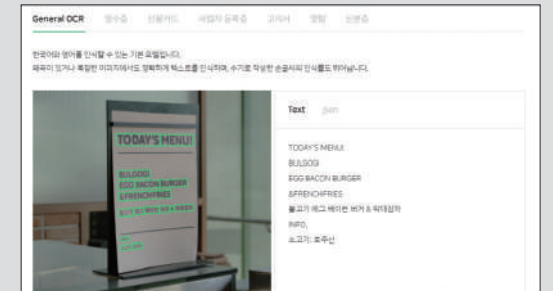 General OCR 영수증 신용카드 사업자 등록증 고지서 명함 신분증
한국어와 영어를 인식할 수 있는 기본 모델입니다.
왜곡이 있거나 복잡한 이미지에서도 정확하게 텍스트를 인식하며, 수기로 작성한 손글씨의 인식률도 뛰어납니다.
TODAY'S MENU!
BULGOGI
EGG BACON BURGER
&FRENCHFRIES
Text json
TODAY'S MENU!
BULGOGI
EGG BACON BURGER
&FRENCHFRIES
불고기 에그 베이컨 버거 & 감자튀김
INFO,
소고기: 호주산